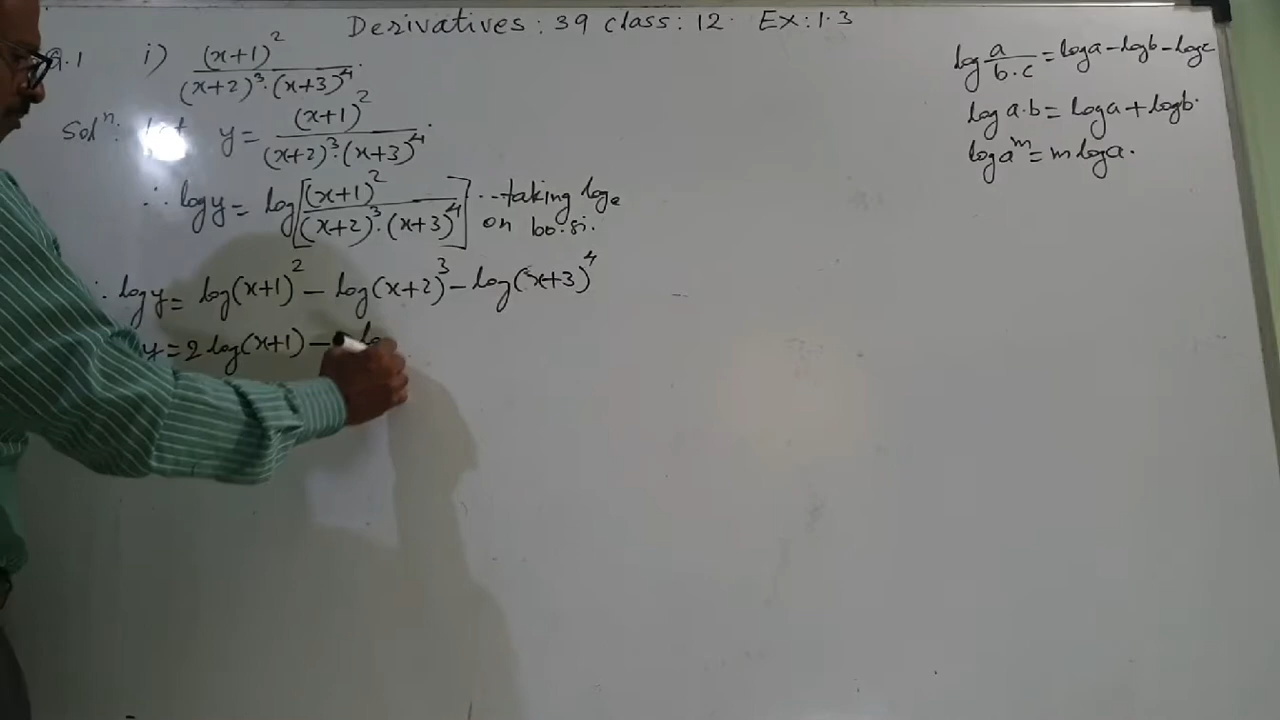 Derivatives: 39 class: 12. Ex: 1.3
Q.1 i) (x+1)^2 / (x+2)^3 · (x+3)^4.
Sol^n: Let y = (x+1)^2 / (x+2)^3 · (x+3)^4.
∴ log y = log [(x+1)^2 / (x+2)^3 · (x+3)^4] ... taking log_e
on bo.si.
∴ log y = log(x+1)^2 − log(x+2)^3 − log(x+3)^4
y = 2 log(x+1) −
log a / b·c = log a − log b − log c
log a·b = log a + log b.
log a^m = m log a.